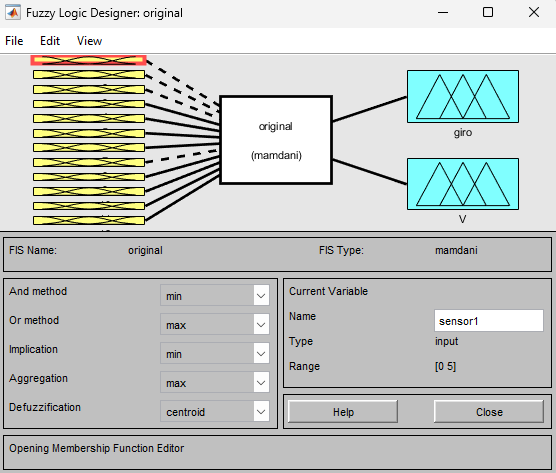 Fuzzy Logic Designer: original
File Edit View
original
(mamdani)
giro
V
FIS Name: original FIS Type: mamdani
And method min
Or method max
Implication min
Aggregation max
Defuzzification centroid
Current Variable
Name sensor1
Type input
Range [0 5]
Help Close
Opening Membership Function Editor